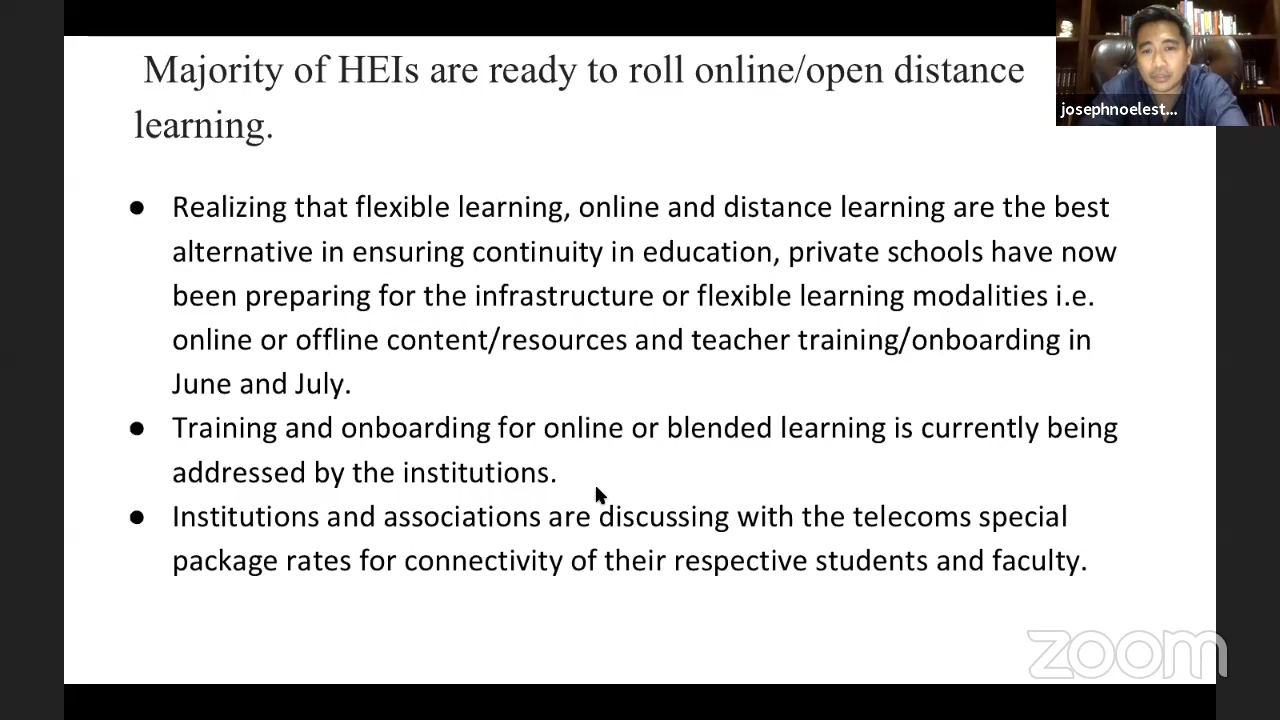 Majority of HEIs are ready to roll online/open distance
learning.
josephnoelest...
● Realizing that flexible learning, online and distance learning are the best
alternative in ensuring continuity in education, private schools have now
been preparing for the infrastructure or flexible learning modalities i.e.
online or offline content/resources and teacher training/onboarding in
June and July.
● Training and onboarding for online or blended learning is currently being
addressed by the institutions.
● Institutions and associations are discussing with the telecoms special
package rates for connectivity of their respective students and faculty.
zoom